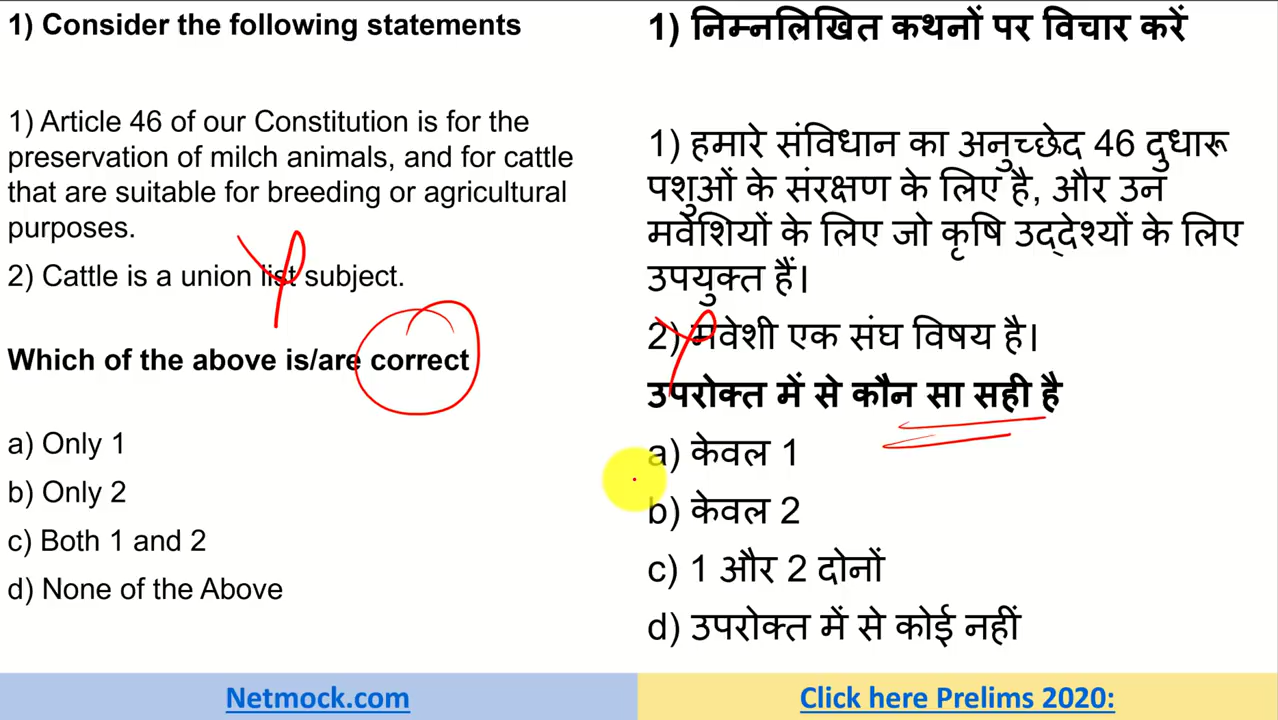 1) Consider the following statements
1) Article 46 of our Constitution is for the
preservation of milch animals, and for cattle
that are suitable for breeding or agricultural
purposes.
2) Cattle is a union list subject.
Which of the above is/are correct
a) Only 1
b) Only 2
c) Both 1 and 2
d) None of the Above
1) निम्नलिखित कथनों पर विचार करें
1) हमारे संविधान का अनुच्छेद 46 दुधारू
पशुओं के संरक्षण के लिए है, और उन
मवेशियों के लिए जो कृषि उद्देश्यों के लिए
उपयुक्त हैं।
2) मवेशी एक संघ विषय है।
उपरोक्त में से कौन सा सही है
a) केवल 1
b) केवल 2
c) 1 और 2 दोनों
d) उपरोक्त में से कोई नहीं
Netmock.com
Click here Prelims 2020: